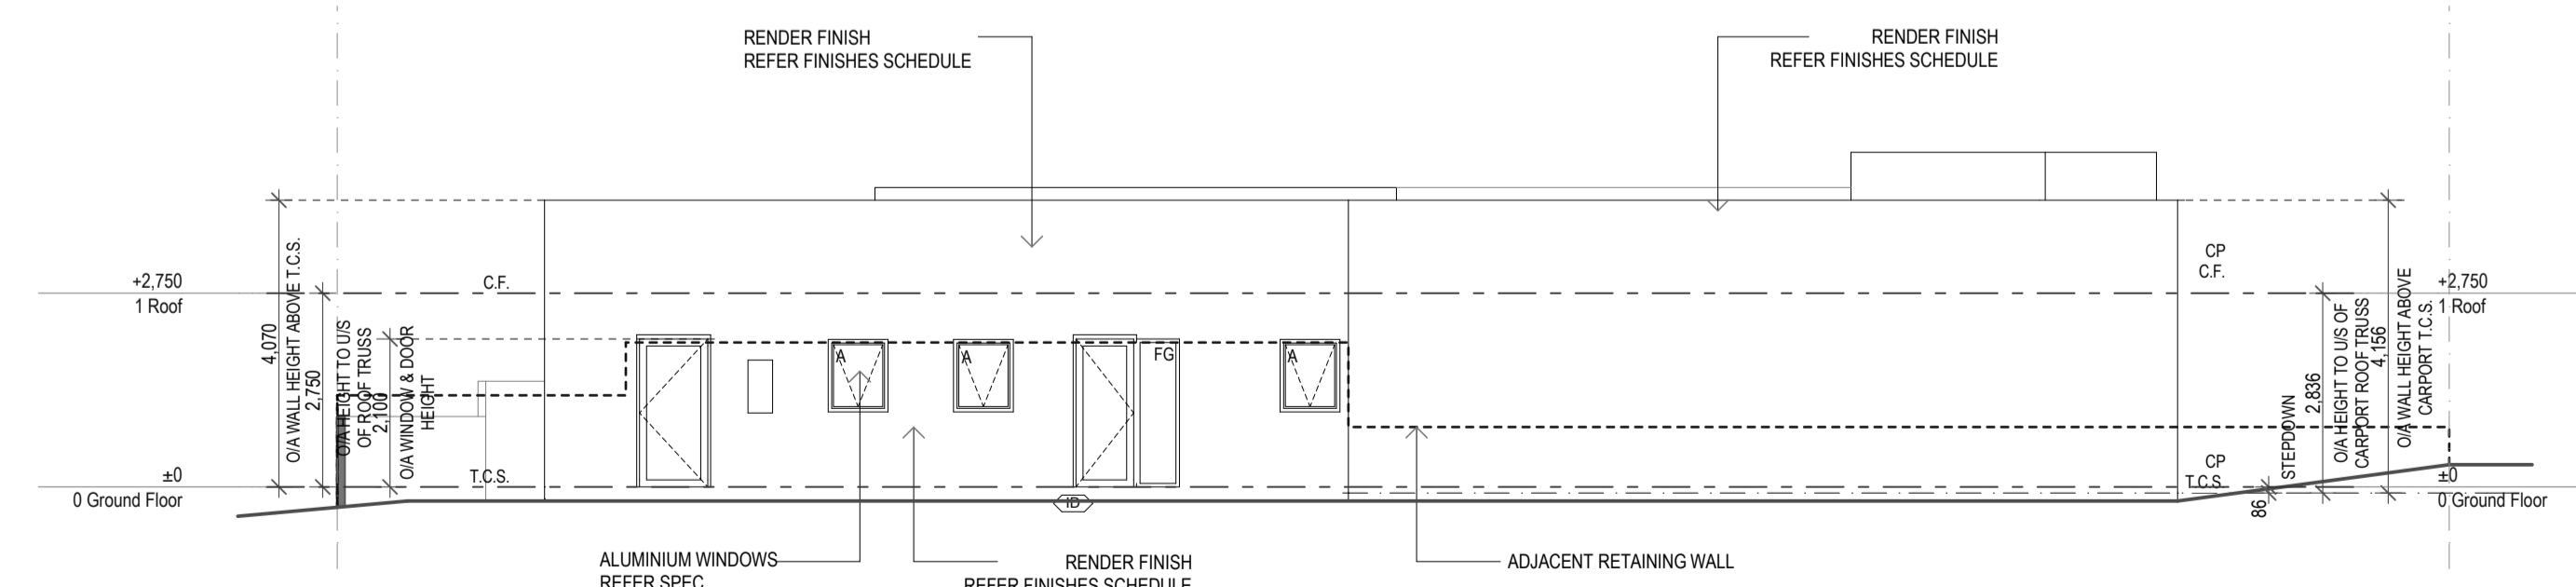 RENDER FINISH
REFER FINISHES SCHEDULE
RENDER FINISH
REFER FINISHES SCHEDULE
+2,750
1 Roof
±0
0 Ground Floor
4,070
O/A WALL HEIGHT ABOVE T.C.S.
2,750
O/A HEIGHT TO U/S
OF ROOF TRUSS
2,100
O/A WINDOW & DOOR
HEIGHT
C.F.
T.C.S.
A
A
FG
A
ID
CP
C.F.
CP
T.C.S.
86
STEPDOWN
2,836
O/A HEIGHT TO U/S OF
CARPORT ROOF TRUSS
4,156
O/A WALL HEIGHT ABOVE
CARPORT T.C.S.
+2,750
1 Roof
±0
0 Ground Floor
ALUMINIUM WINDOWS
REFER SPEC
RENDER FINISH
REFER FINISHES SCHEDULE
ADJACENT RETAINING WALL